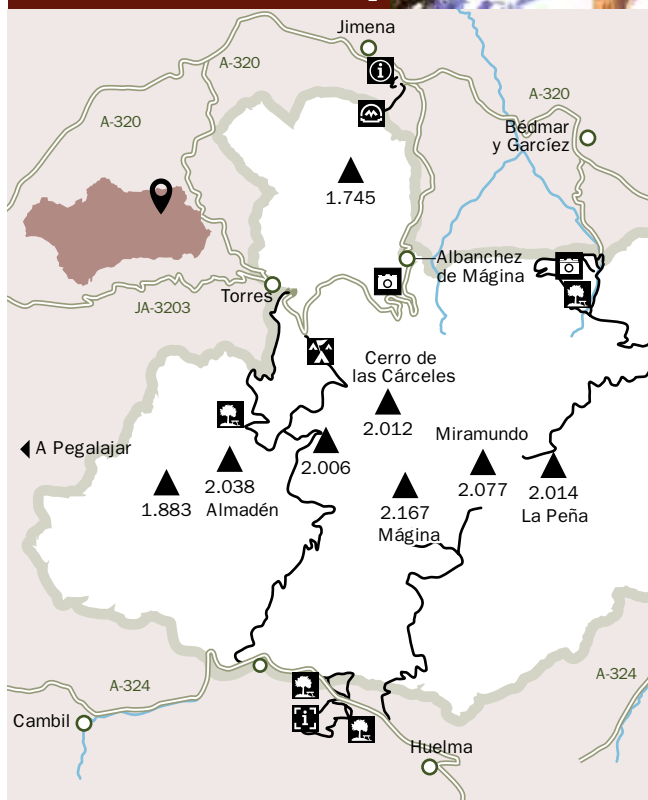 Jimena
A-320
A-320
A-320
Bédmar
y Garcíez
1.745
Albanchez
de Mágina
Torres
JA-3203
Cerro de
las Cárceles
2.012
Miramundo
A Pegalajar
2.006
2.038
Almadén
1.883
2.077
2.014
La Peña
2.167
Mágina
A-324
A-324
Cambil
Huelma